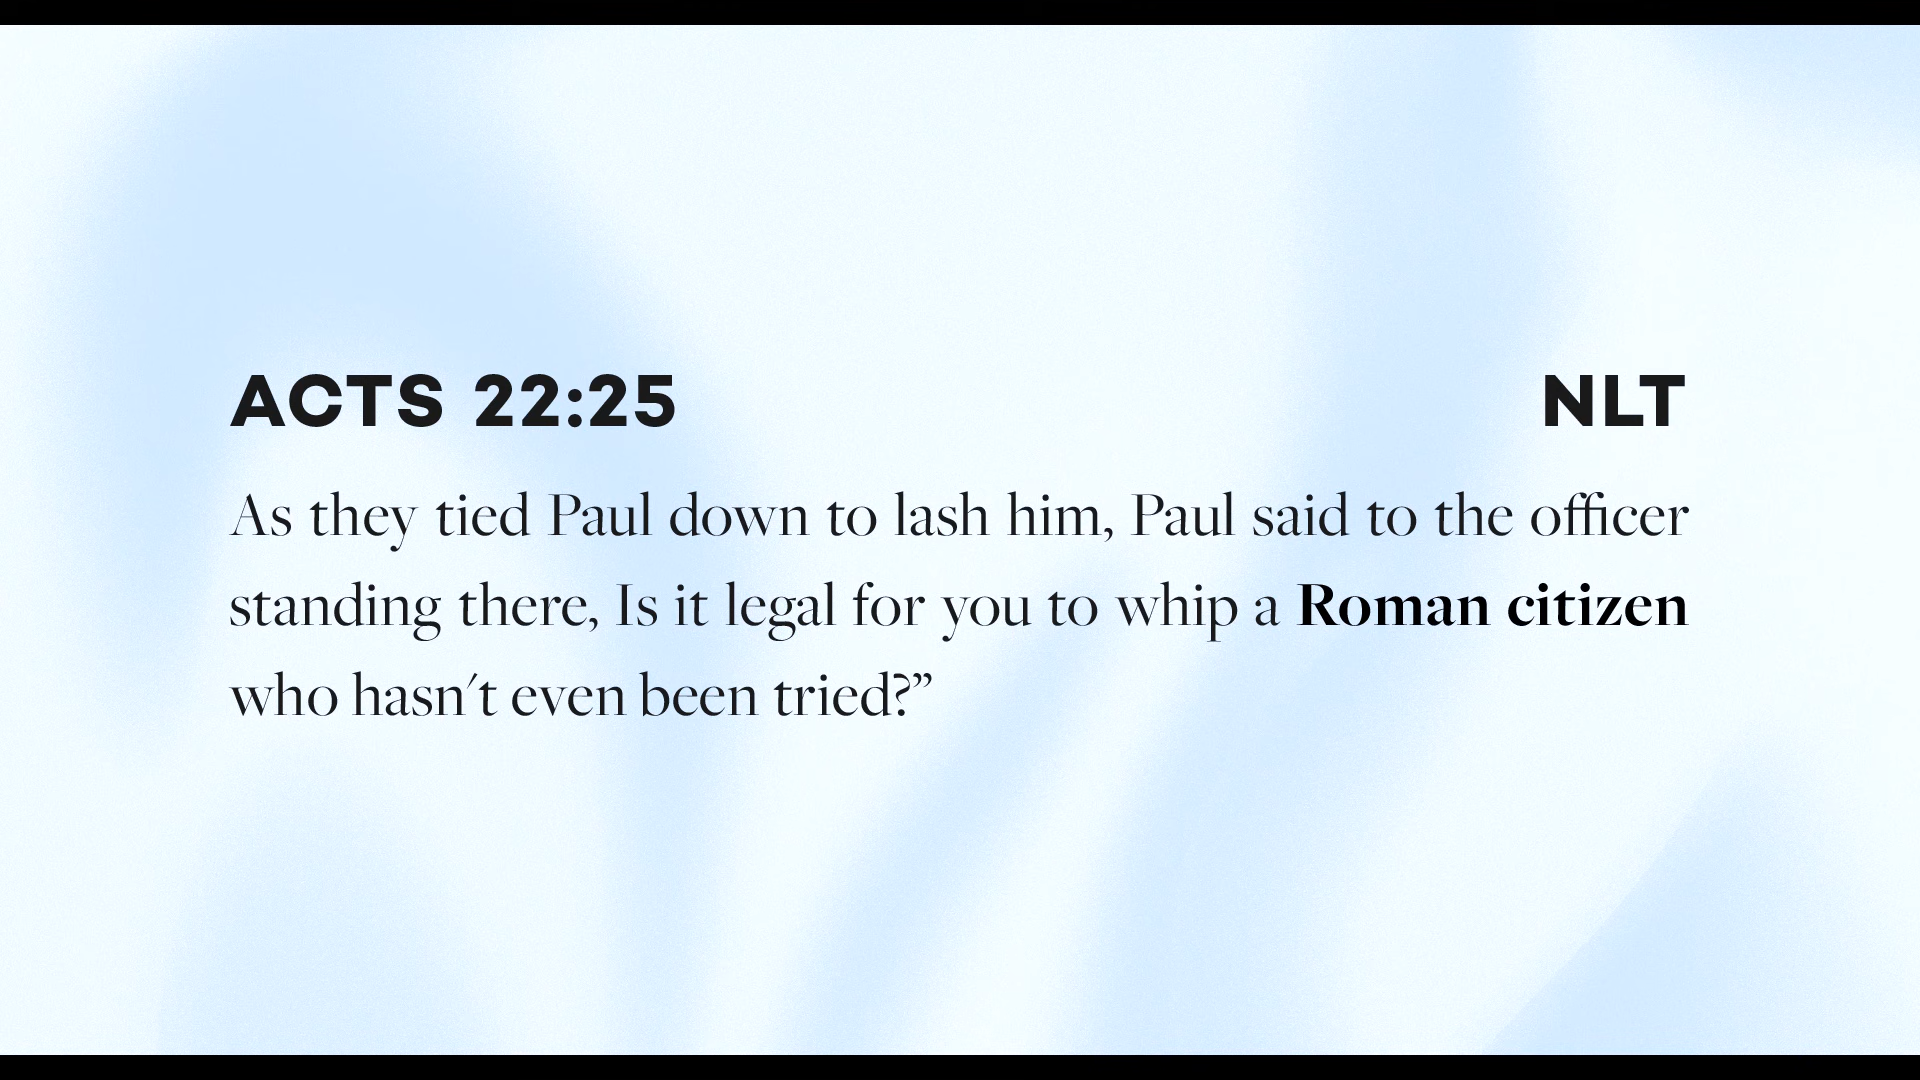 ACTS 22:25 NLT
As they tied Paul down to lash him, Paul said to the officer
standing there, Is it legal for you to whip a Roman citizen
who hasn't even been tried?”